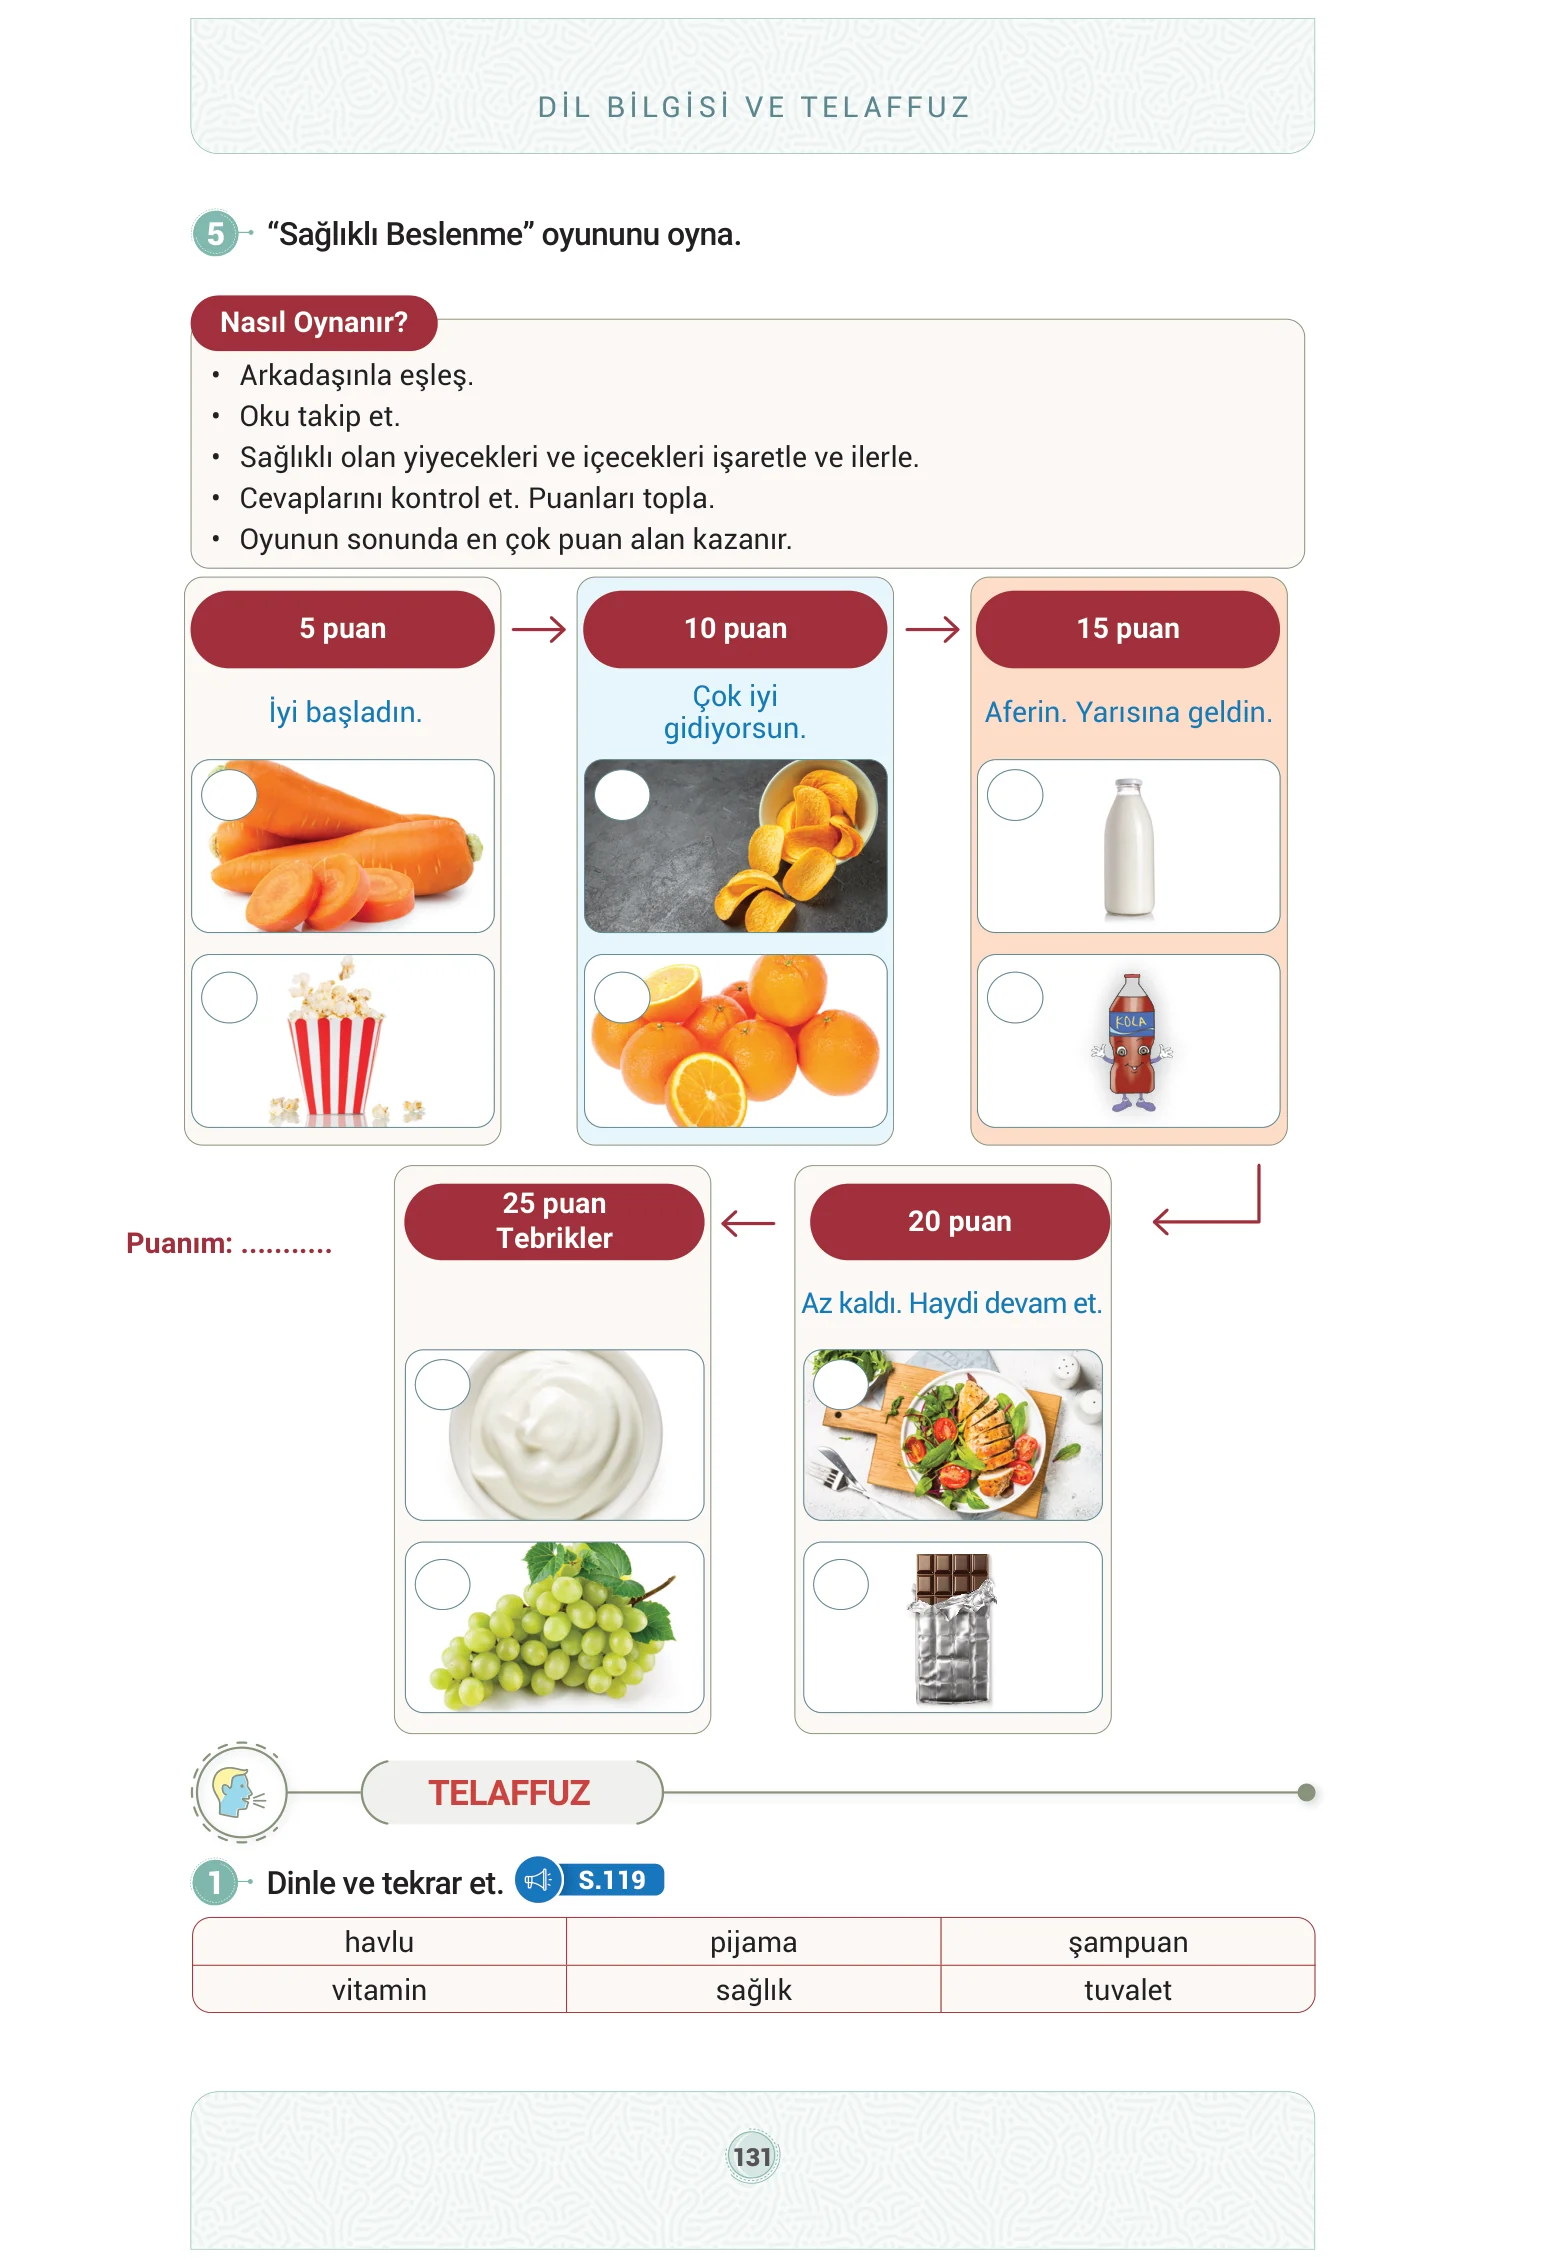 DİL BİLGİSİ VE TELAFFUZ
5 “Sağlıklı Beslenme” oyununu oyna.
Nasıl Oynanır?
• Arkadaşınla eşleş.
• Oku takip et.
• Sağlıklı olan yiyecekleri ve içecekleri işaretle ve ilerle.
• Cevaplarını kontrol et. Puanları topla.
• Oyunun sonunda en çok puan alan kazanır.
5 puan
İyi başladın.
10 puan
Çok iyi
gidiyorsun.
15 puan
Aferin. Yarısına geldin.
KOLA
20 puan
Az kaldı. Haydi devam et.
25 puan
Tebrikler
Puanım: ...........
TELAFFUZ
1 Dinle ve tekrar et. S.119
havlu pijama şampuan
vitamin sağlık tuvalet
131